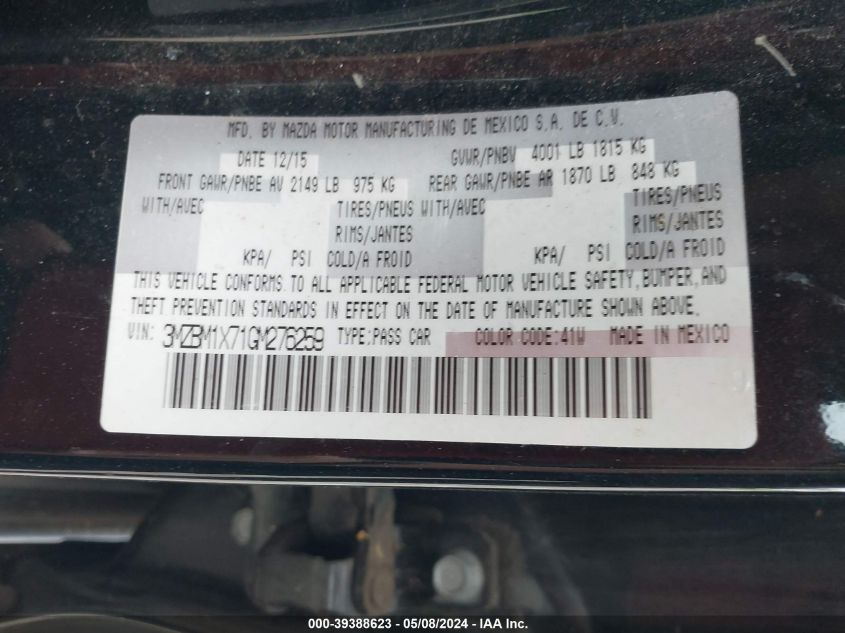 MFD. BY MAZDA MOTOR MANUFACTURING DE MEXICO S.A. DE C.V.
DATE 12/15 GVWR/PNBV 4001 LB 1815 KG
FRONT GAWR/PNBE AV 2149 LB 975 KG REAR GAWR/PNBE AR 1870 LB 848 KG
WITH/AVEC TIRES/PNEUS WITH/AVEC TIRES/PNEUS
RIMS/JANTES RIMS/JANTES
KPA/ PSI COLD/A FROID KPA/ PSI COLD/A FROID
THIS VEHICLE CONFORMS TO ALL APPLICABLE FEDERAL MOTOR VEHICLE SAFETY, BUMPER, AND
THEFT PREVENTION STANDARDS IN EFFECT ON THE DATE OF MANUFACTURE SHOWN ABOVE.
VIN: 3MZBM1X71GM276259 TYPE:PASS CAR COLOR CODE:41W MADE IN MEXICO
000-39388623 - 05/08/2024 - IAA Inc.